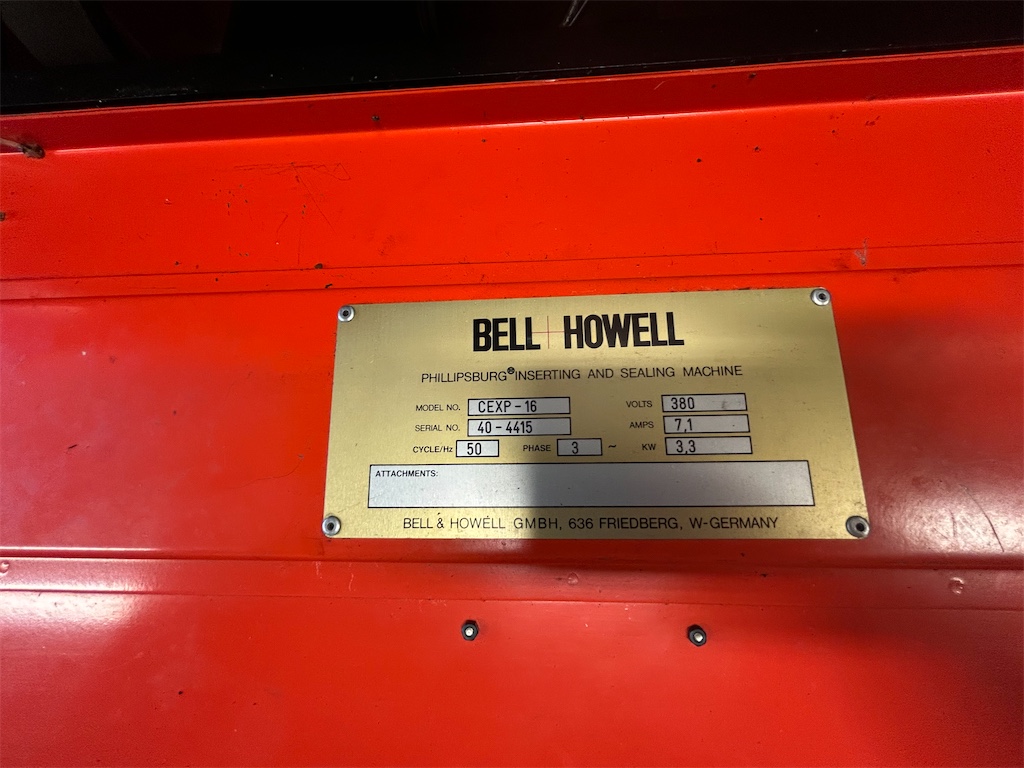 BELL + HOWELL
PHILLIPSBURG® INSERTING AND SEALING MACHINE
MODEL NO. CEXP-16 VOLTS 380
SERIAL NO. 40-4415 AMPS 7,1
CYCLE/Hz 50 PHASE 3 ~ KW 3,3
ATTACHMENTS:
BELL & HOWELL GMBH, 636 FRIEDBERG, W-GERMANY